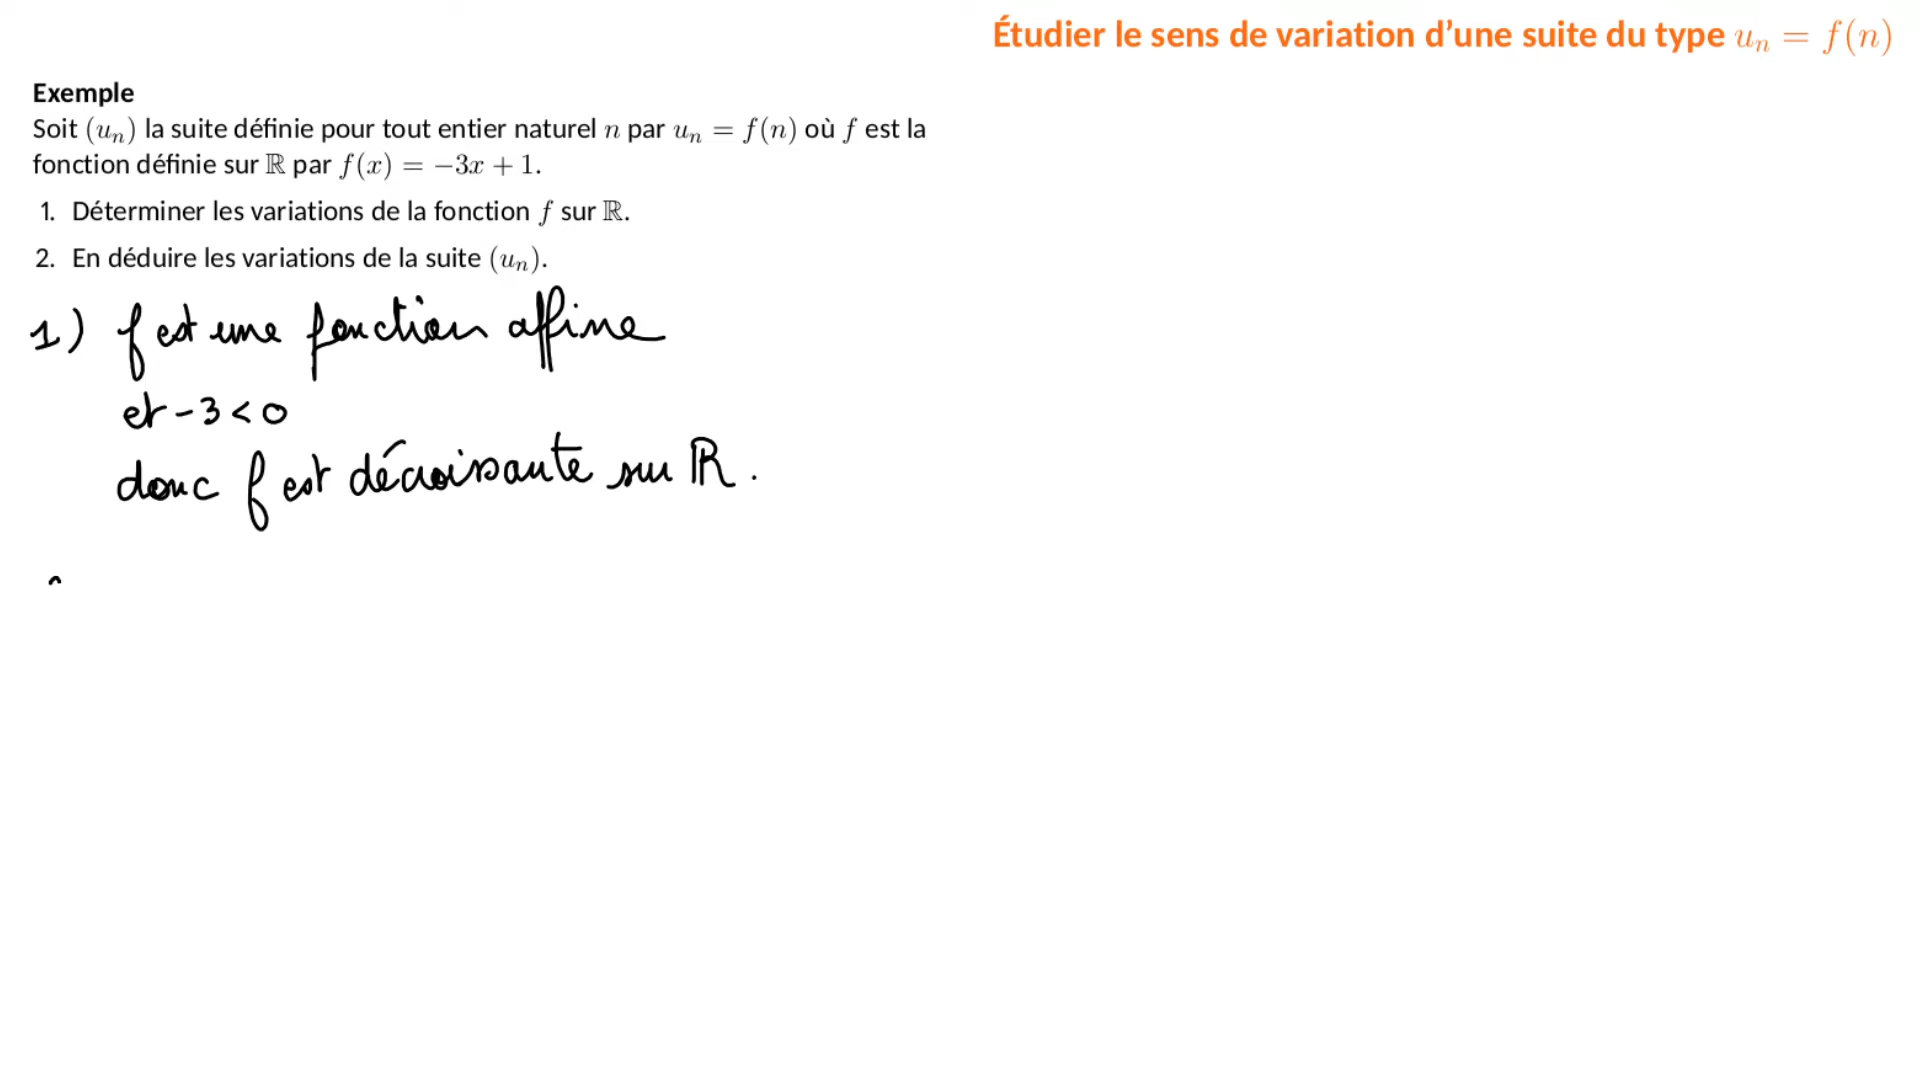 Étudier le sens de variation d’une suite du type uₙ = f(n)
Exemple
Soit (uₙ) la suite définie pour tout entier naturel n par uₙ = f(n) où f est la
fonction définie sur ℝ par f(x) = −3x + 1.
1. Déterminer les variations de la fonction f sur ℝ.
2. En déduire les variations de la suite (uₙ).
1) f est une fonction affine
et -3 < 0
donc f est décroissante sur ℝ.